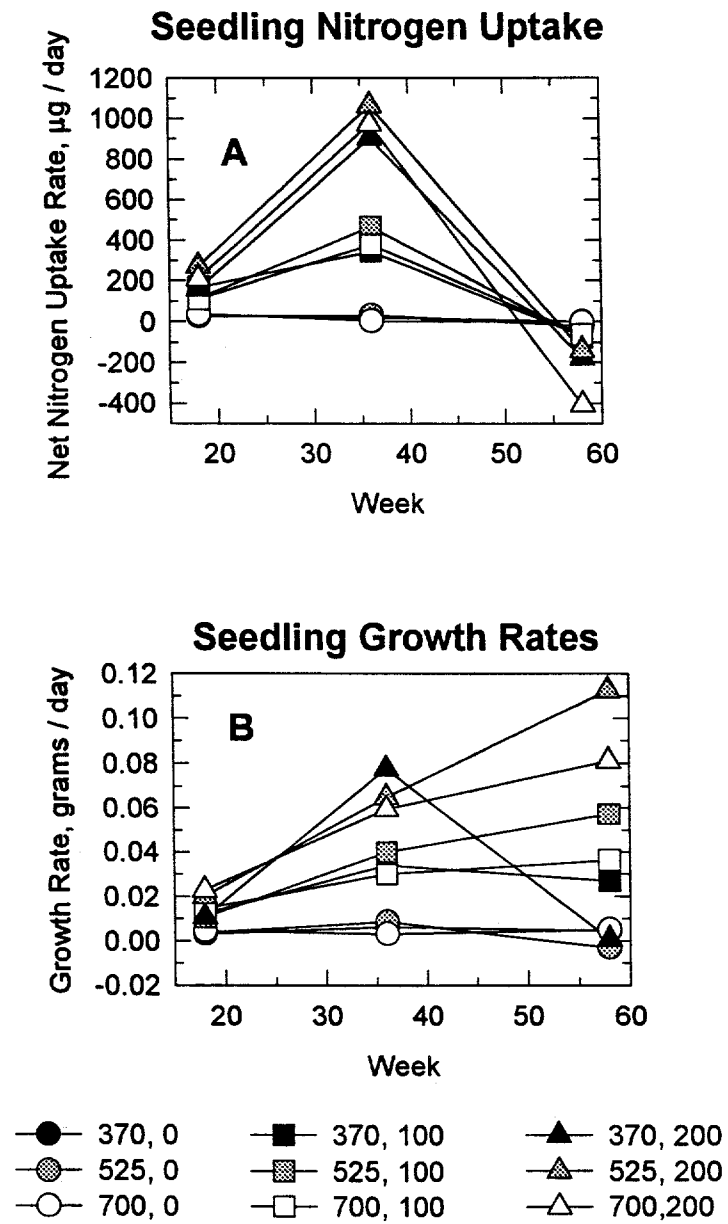 Seedling Nitrogen Uptake
Net Nitrogen Uptake Rate, µg / day
1200
1000
800
600
400
200
0
-200
-400
A
20 30 40 50 60
Week
Seedling Growth Rates
Growth Rate, grams / day
0.12
0.10
0.08
0.06
0.04
0.02
0.00
-0.02
B
20 30 40 50 60
Week
370, 0 370, 100 370, 200
525, 0 525, 100 525, 200
700, 0 700, 100 700,200